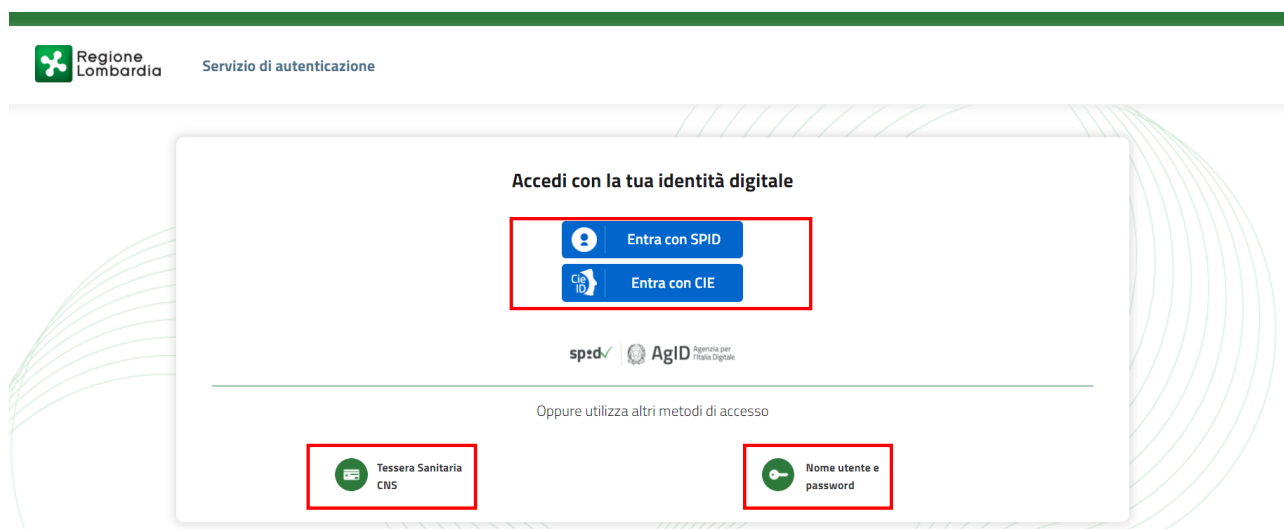 Regione
Lombardia
Servizio di autenticazione
Accedi con la tua identità digitale
Entra con SPID
Cie
ID
Entra con CIE
sp:d
AgID
Agenzia per
l'Italia Digitale
Oppure utilizza altri metodi di accesso
Tessera Sanitaria
CNS
Nome utente e
password